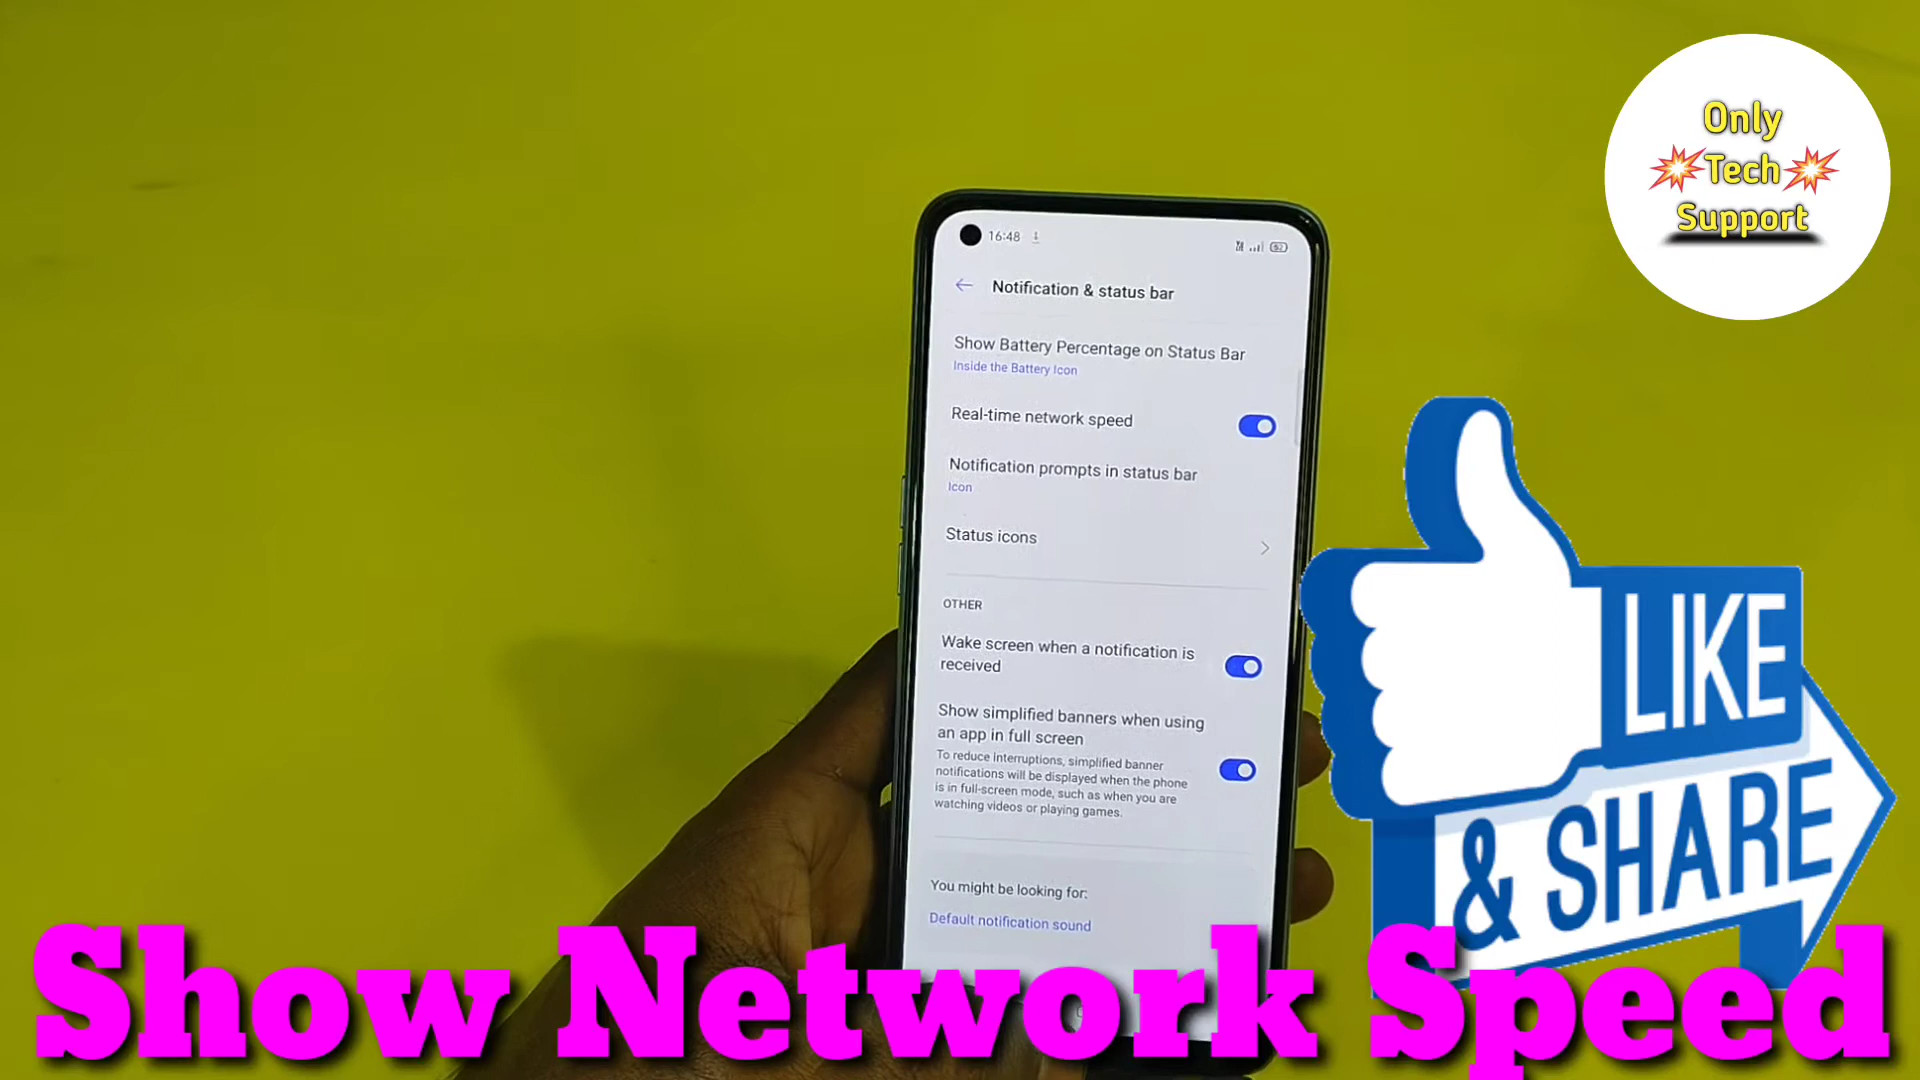 Only
Tech
Support
16:48
52
Notification & status bar
Show Battery Percentage on Status Bar
Inside the Battery Icon
Real-time network speed
Notification prompts in status bar
Icon
Status icons
OTHER
Wake screen when a notification is
received
Show simplified banners when using
an app in full screen
To reduce interruptions, simplified banner
notifications will be displayed when the phone
is in full-screen mode, such as when you are
watching videos or playing games.
You might be looking for:
Default notification sound
LIKE
& SHARE
Show Network Speed